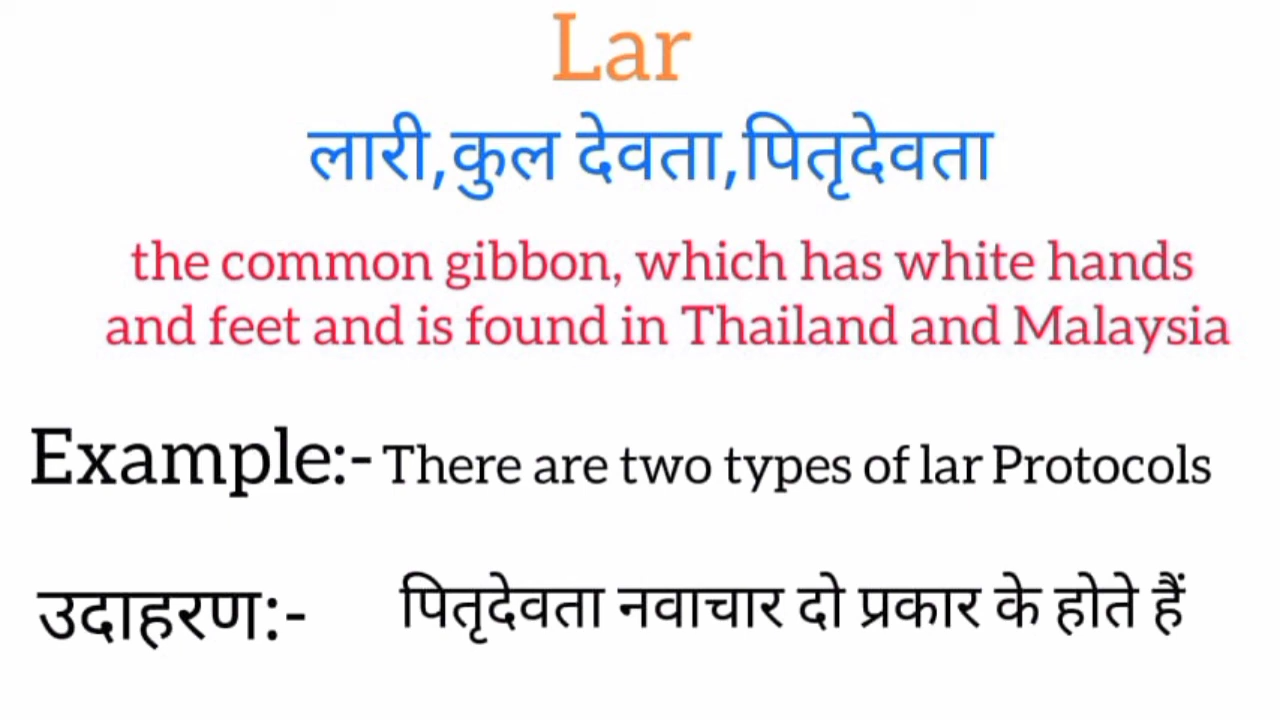 Lar
लारी,कुल देवता,पितृदेवता
the common gibbon, which has white hands
and feet and is found in Thailand and Malaysia
Example:- There are two types of lar Protocols
उदाहरण:- पितृदेवता नवाचार दो प्रकार के होते हैं